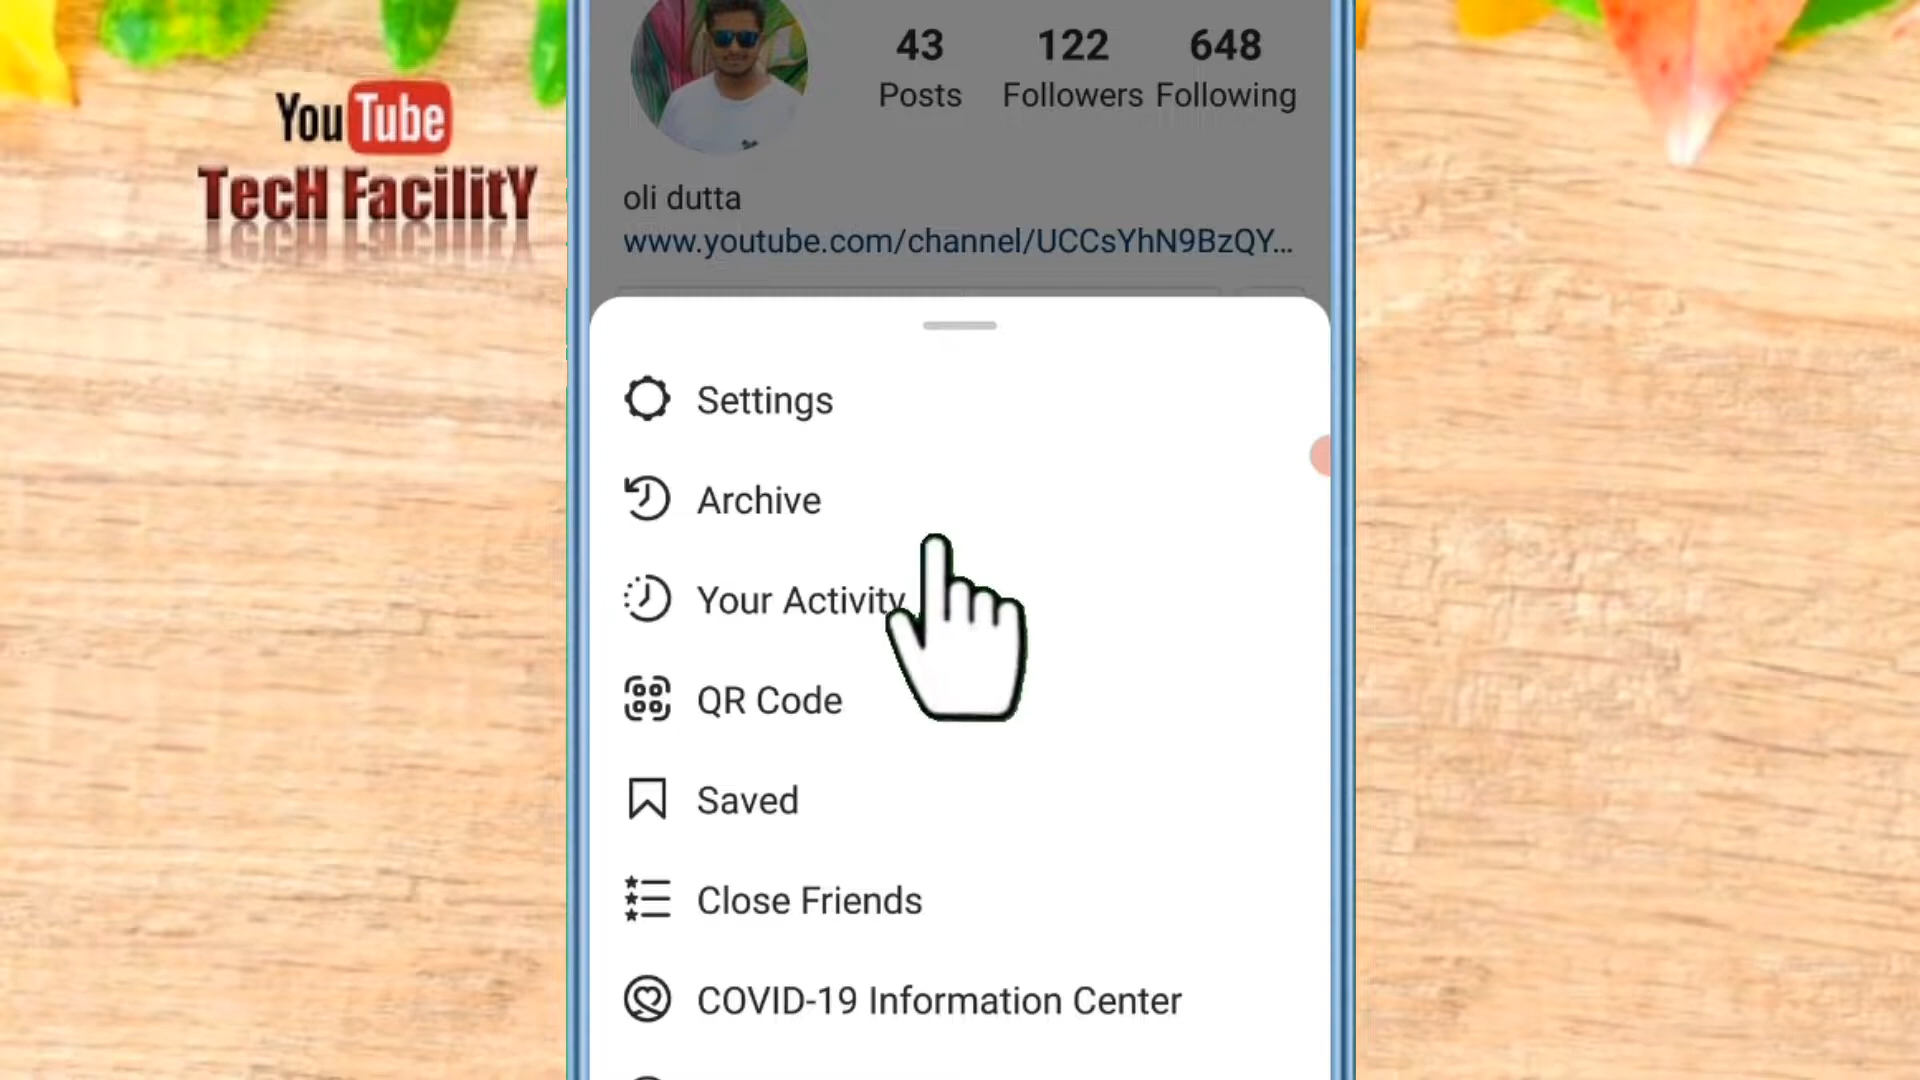 YouTube
TecH FacilitY
43
Posts
122
Followers
648
Following
oli dutta
www.youtube.com/channel/UCCsYhN9BzQY...
Settings
Archive
Your Activity
QR Code
Saved
Close Friends
COVID-19 Information Center